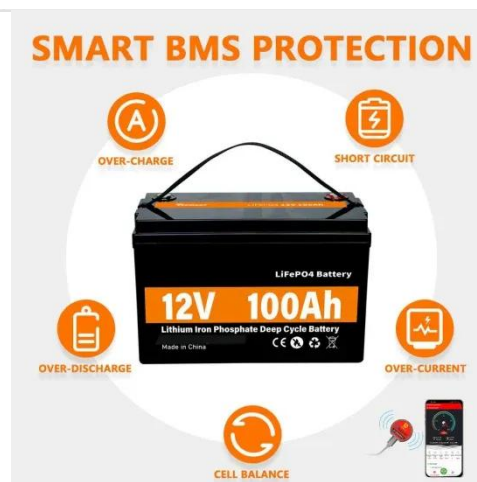 SMART BMS PROTECTION
OVER-CHARGE
SHORT CIRCUIT
LiFePO4 Battery
12V 100Ah
Lithium Iron Phosphate Deep Cycle Battery
Made in China
CE
OVER-DISCHARGE
OVER-CURRENT
CELL BALANCE